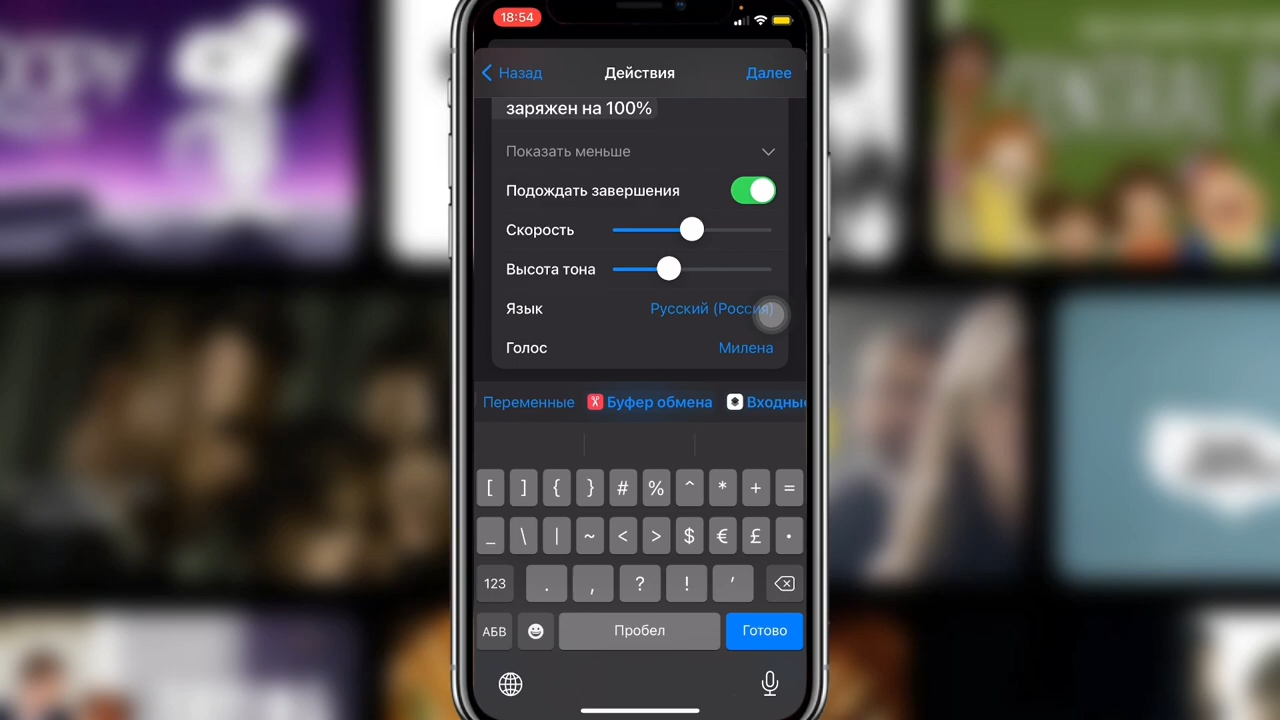 18:54
Назад
Действия
Далее
заряжен на 100%
Показать меньше
Подождать завершения
Скорость
Высота тона
Язык
Русский (Россия)
Голос
Милена
Переменные
Буфер обмена
Входные
[ ] { } # % ^ * + =
_ \ | ~ < > $ € £ •
123 . , ? ! ’
АБВ
Пробел
Готово